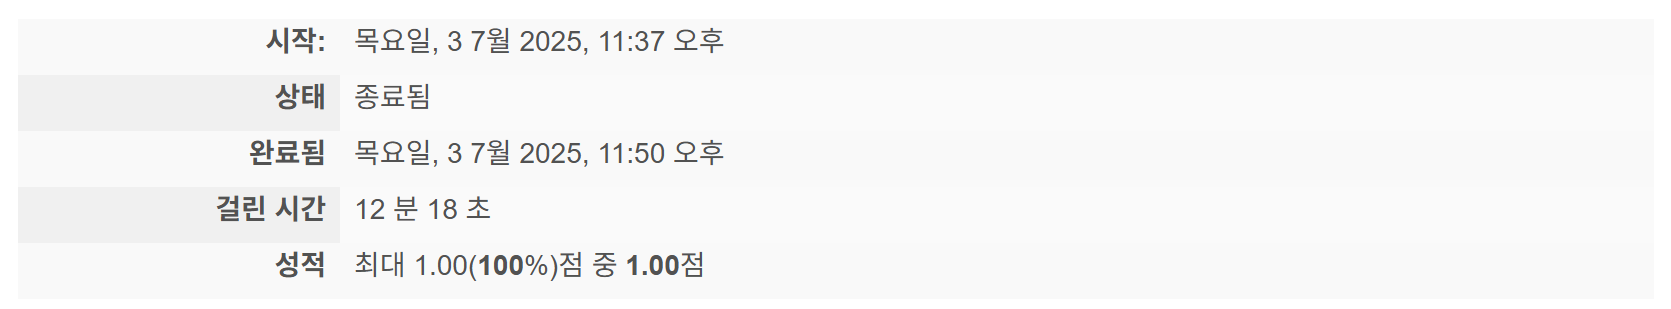 시작: 목요일, 3 7월 2025, 11:37 오후
상태 종료됨
완료됨 목요일, 3 7월 2025, 11:50 오후
걸린 시간 12 분 18 초
성적 최대 1.00(100%)점 중 1.00점